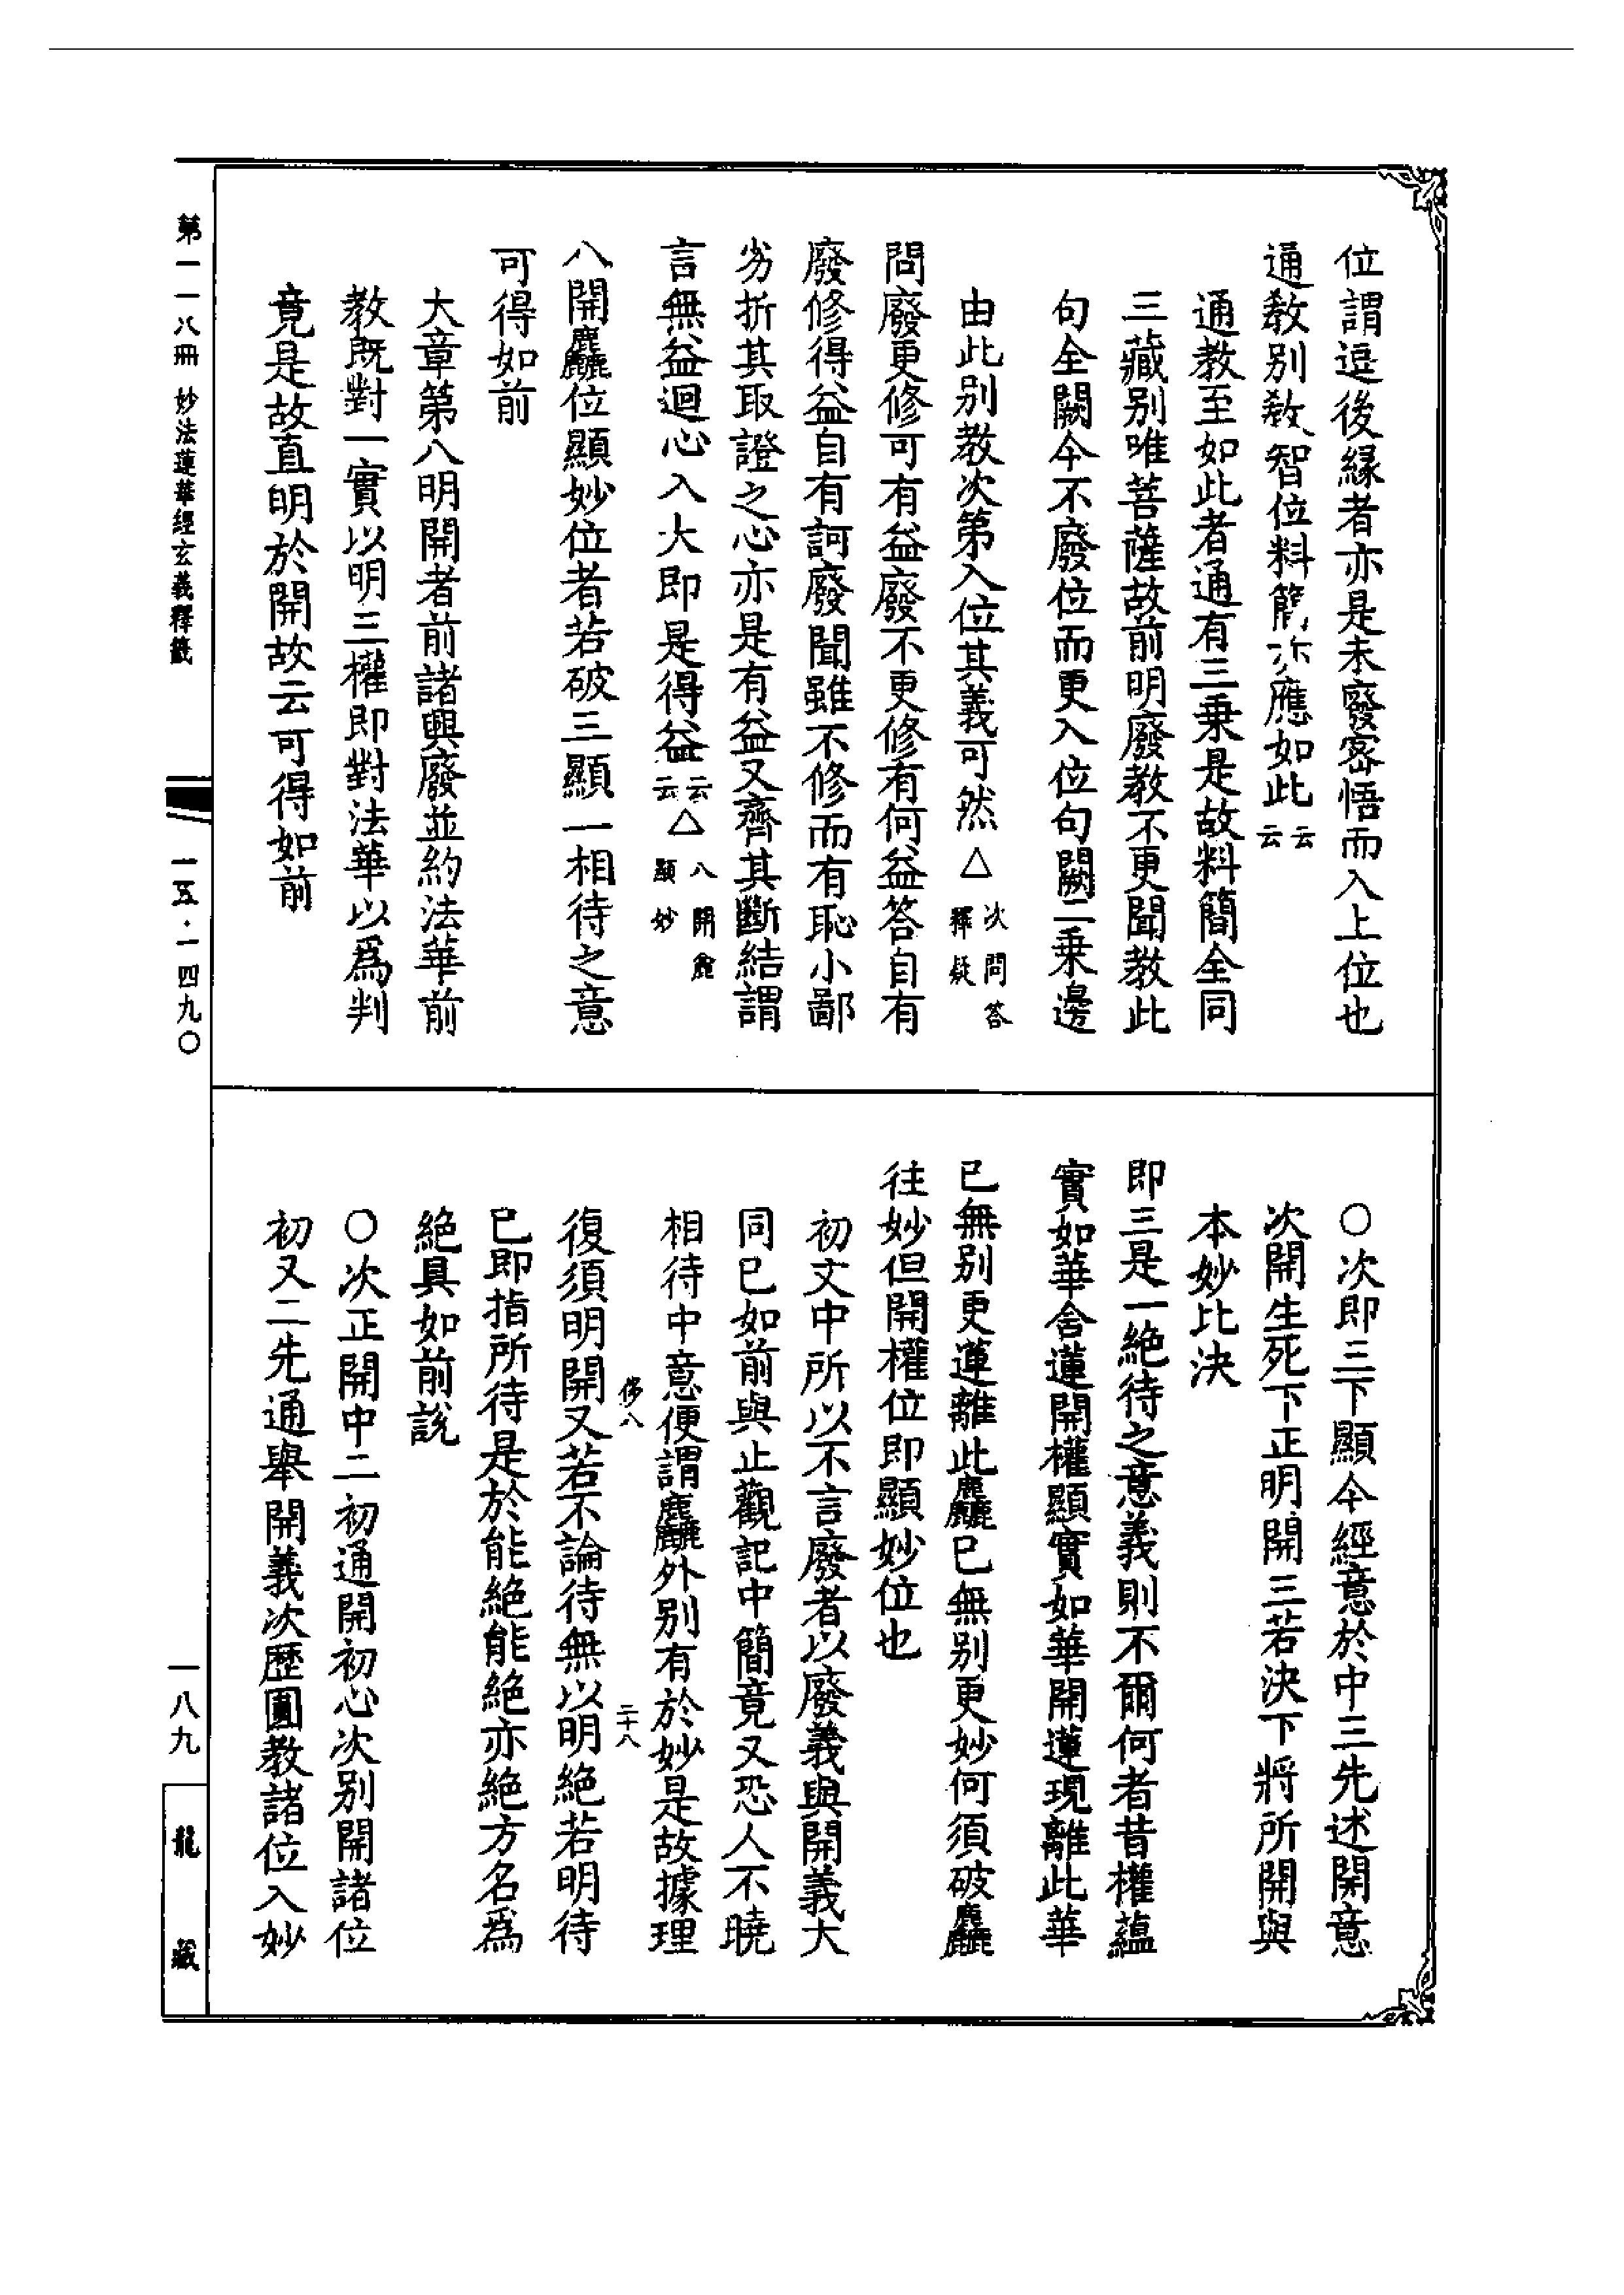 位謂逗後緣者亦是未廢密悟而入上位也
通教別教智位料簡亦應如此云云
通教至如此者通有三乗是故料簡全同
三藏別唯菩薩故前明廢教不更聞教此
句全闕今不廢位而更入位句闕二乗邊
由此別教次第入位其義可然△次問答釋疑
問廢更修可有益廢不更修有何益答自有
廢修得益自有訶廢聞雖不修而有恥小鄙
劣折其取證之心亦是有益又齊其斷結謂
言無益迴心入大即是得益云云△八開麤顯妙
八開麤位顯妙位者若破三顯一相待之意
可得如前
大章第八明開者前諸興廢並約法華前
教既對一實以明三權即對法華以爲判
竟是故直明於開故云可得如前
○次即三下顯今經意於中三先述開意
次開生死下正明開三若決下將所開與
本妙比決
即三是一絶待之意義則不爾何者昔權蘊
實如華含蓮開權顯實如華開蓮現離此華
已無別更蓮離此麤已無別更妙何須破麤
往妙但開權位即顯妙位也
初文中所以不言廢者以廢義與開義大
同已如前與止觀記中簡竟又恐人不曉
相待中意便謂麤外別有於妙是故據理
侈八 二十八
復須明開又若不論待無以明絶若明待
已即指所待是於能絶能絶亦絶方名爲
絶具如前說
○次正開中二初通開初心次別開諸位
初又二先通舉開義次歷圓教諸位入妙
第一一八冊 妙法蓮華經玄義釋籤 一五·一四九〇 一八九 龍藏